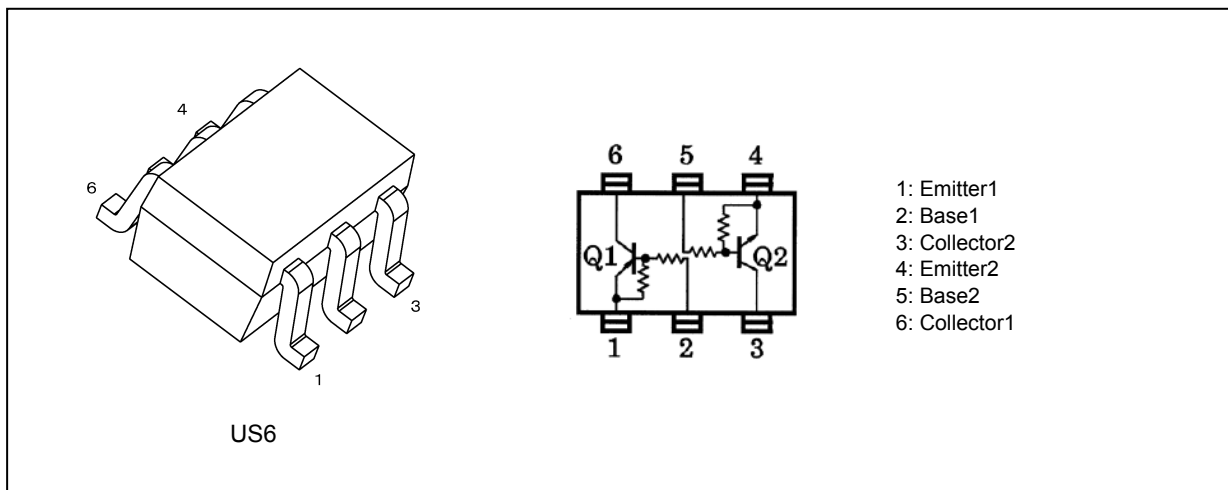 4
6
3
1
US6
6 5 4
Q1 Q2
1 2 3
1: Emitter1
2: Base1
3: Collector2
4: Emitter2
5: Base2
6: Collector1